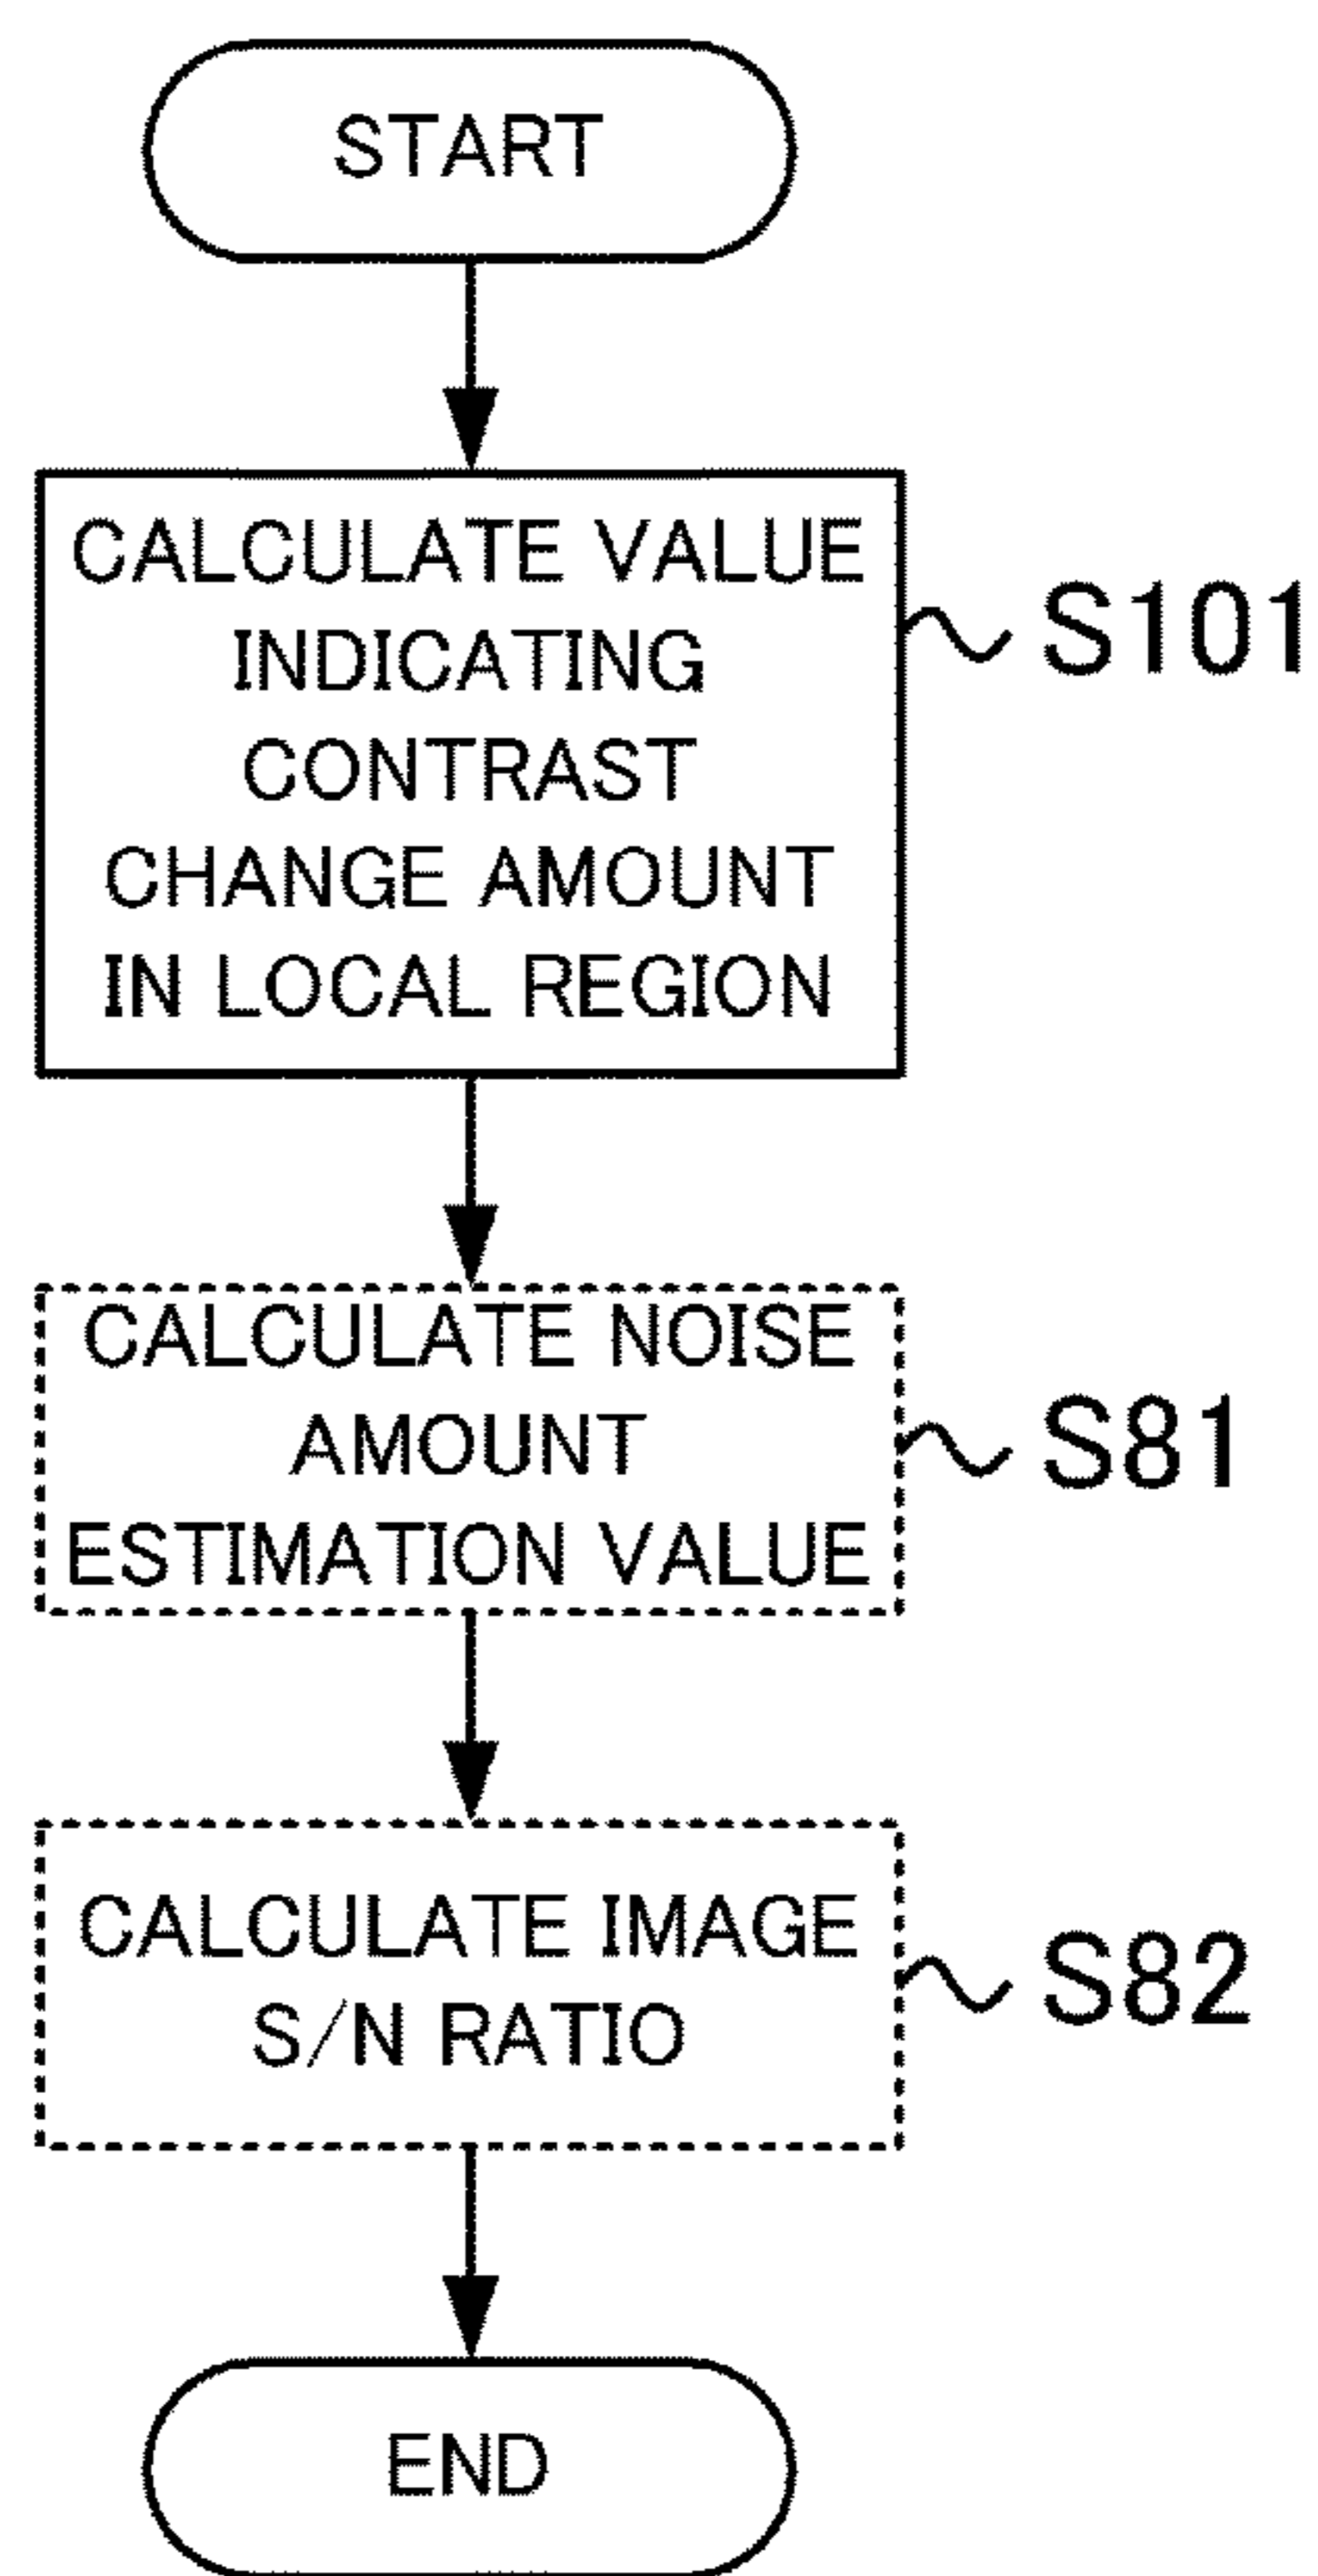 START
CALCULATE VALUE
INDICATING
CONTRAST
CHANGE AMOUNT
IN LOCAL REGION
S101
CALCULATE NOISE
AMOUNT
ESTIMATION VALUE
S81
CALCULATE IMAGE
S/N RATIO
S82
END